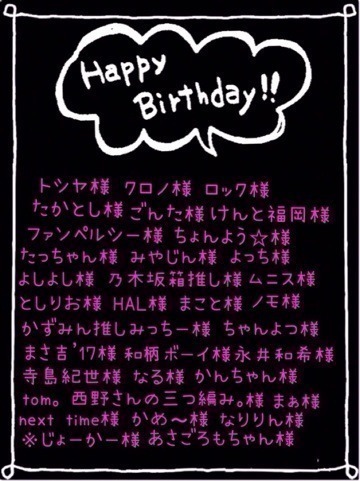 Happy
Birthday!!
トシヤ様 クロノ様 ロック様
たかとし様 ごんた様 けんと福岡様
ファンペルシー様 ちょんよう☆様
たっちゃん様 みやじん様 よっち様
よしよし様 乃木坂箱推し様 ムニス様
としりお様 HAL様 まこと様 ノモ様
かずみん推しみっちー様 ちゃんよつ様
まさ吉'17様 和柄ボーイ様 永井和希様
寺島紀世様 なる様 かんちゃん様
tom。 西野さんの三つ編み。様 まぁ様
next time様 かめ〜様 なりりん様
※じょーかー様 あさごろもちゃん様